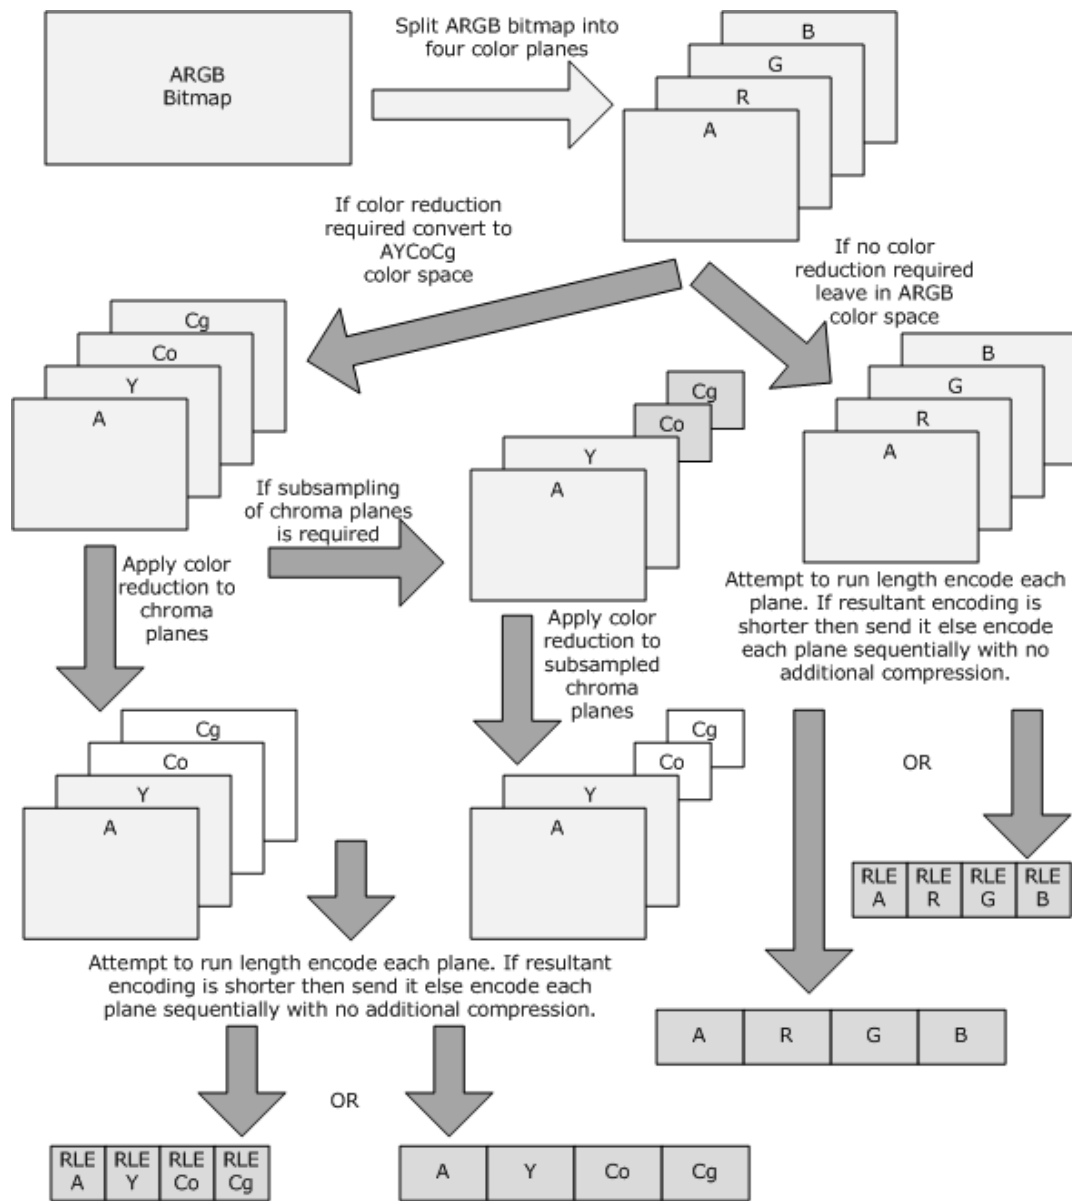 ARGB
Bitmap
Split ARGB bitmap into
four color planes
B
G
R
A
If color reduction
required convert to
AYCoCg
color space
If no color
reduction required
leave in ARGB
color space
Cg
Co
Y
A
Cg
Co
Y
A
B
G
R
A
If subsampling
of chroma planes
is required
Apply color
reduction to
chroma
planes
Apply color
reduction to
subsampled
chroma
planes
Attempt to run length encode each
plane. If resultant encoding is
shorter then send it else encode
each plane sequentially with no
additional compression.
Cg
Co
Y
A
Cg
Co
Y
A
OR
RLE A
RLE R
RLE G
RLE B
A R G B
Attempt to run length encode each plane. If resultant
encoding is shorter then send it else encode each
plane sequentially with no additional compression.
OR
RLE A
RLE Y
RLE Co
RLE Cg
A Y Co Cg